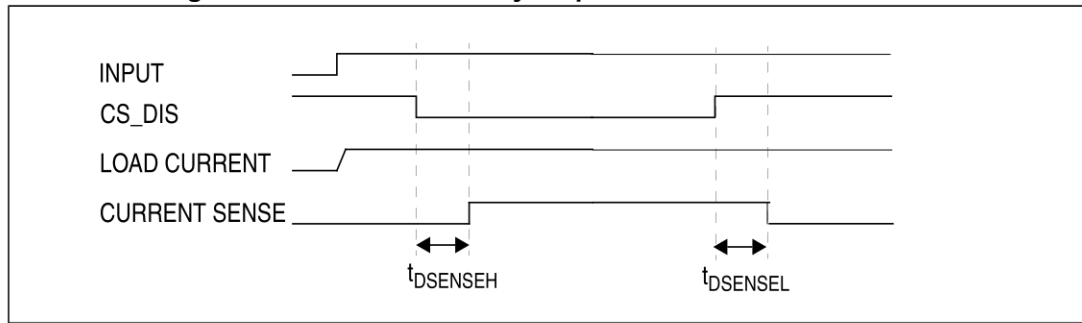 INPUT
CS_DIS
LOAD CURRENT
CURRENT SENSE
tDSENSEH
tDSENSEL